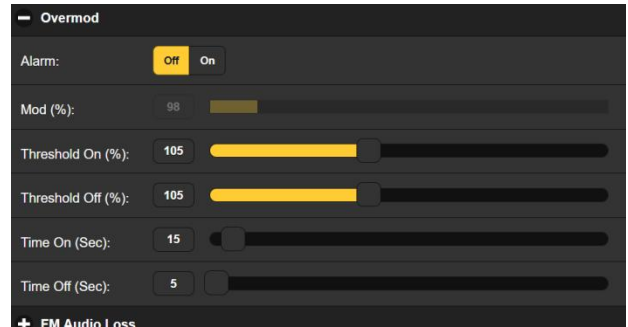 Overmod
Alarm: Off On
Mod (%): 98
Threshold On (%): 105
Threshold Off (%): 105
Time On (Sec): 15
Time Off (Sec): 5
FM Audio Loss